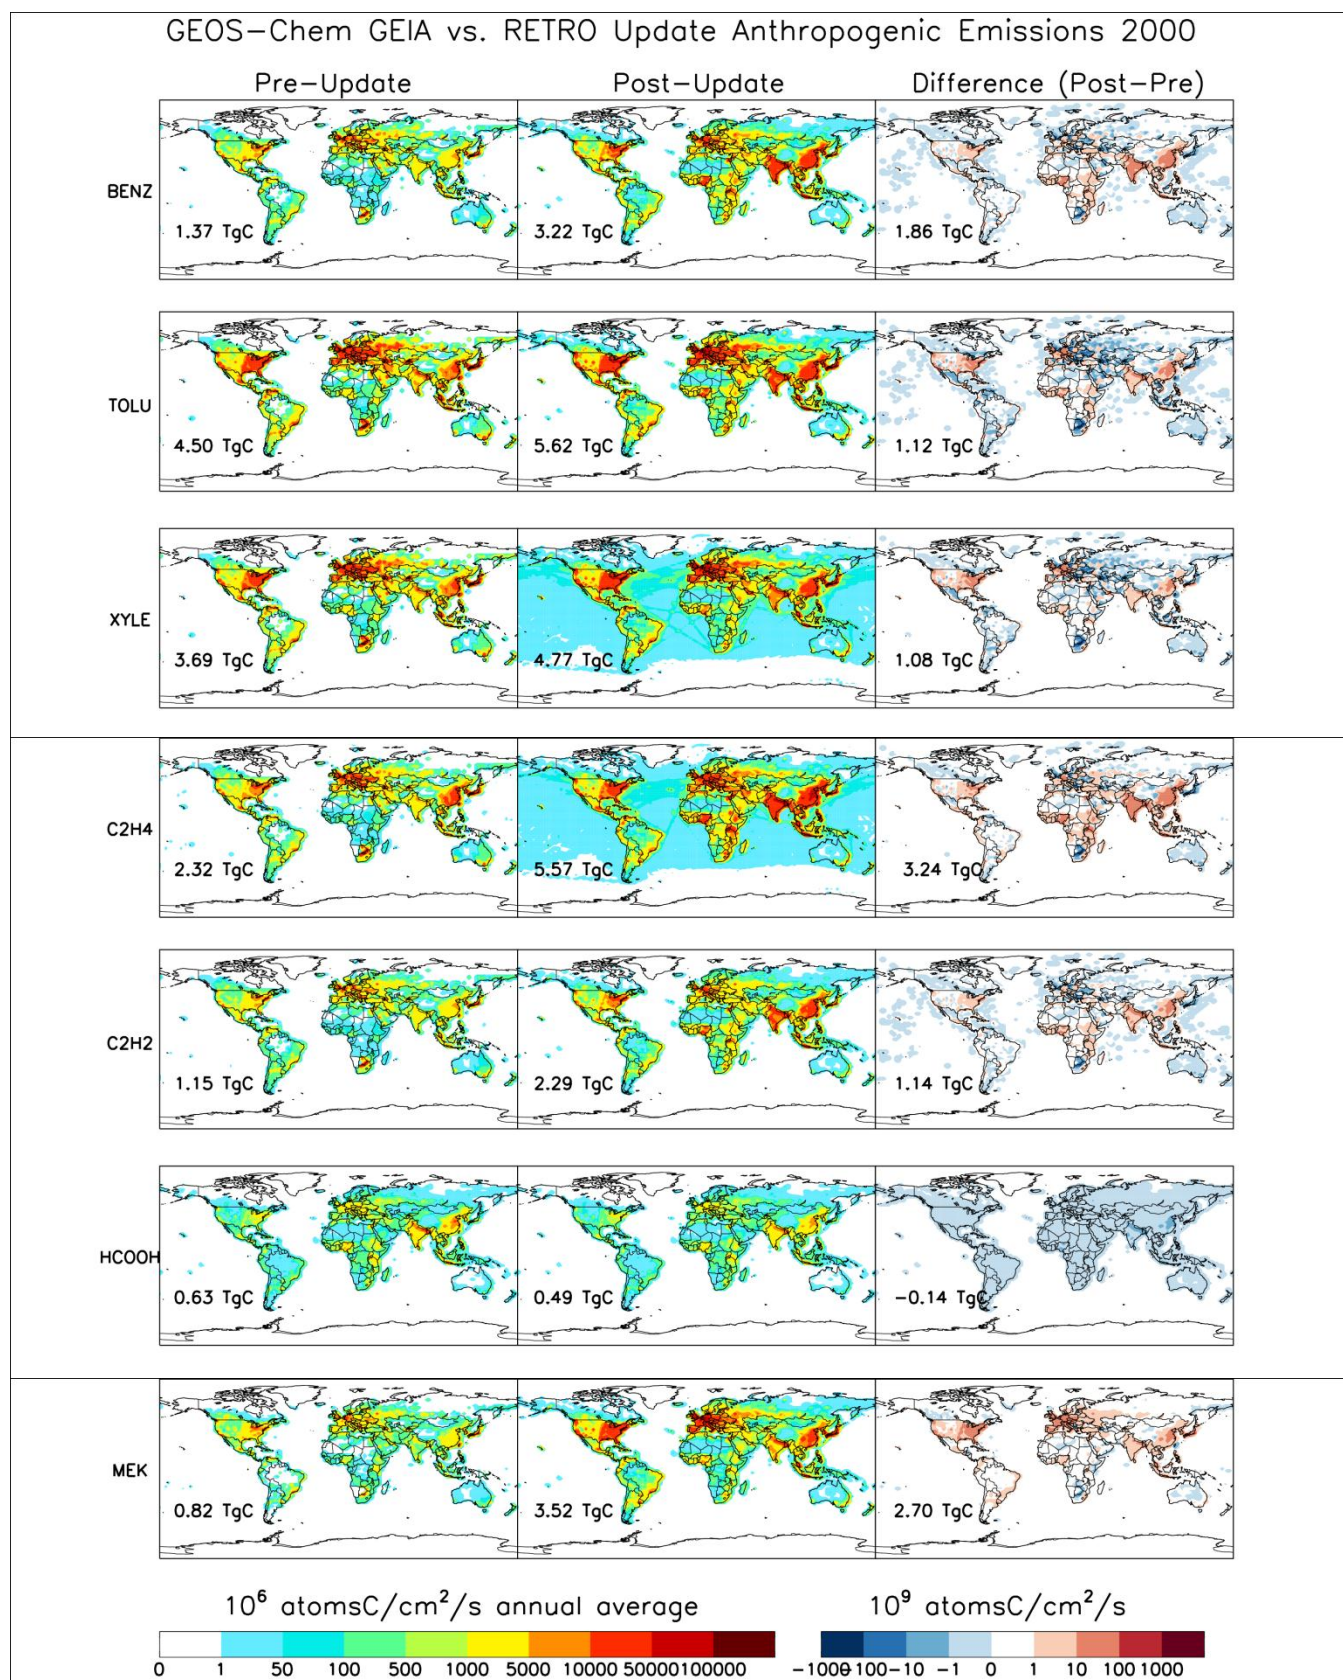 GEOS-Chem GEIA vs. RETRO Update Anthropogenic Emissions 2000
Pre-Update Post-Update Difference (Post-Pre)
BENZ 1.37 TgC 3.22 TgC 1.86 TgC
TOLU 4.50 TgC 5.62 TgC 1.12 TgC
XYLE 3.69 TgC 4.77 TgC 1.08 TgC
C2H4 2.32 TgC 5.57 TgC 3.24 TgC
C2H2 1.15 TgC 2.29 TgC 1.14 TgC
HCOOH 0.63 TgC 0.49 TgC -0.14 TgC
MEK 0.82 TgC 3.52 TgC 2.70 TgC
10⁶ atomsC/cm²/s annual average 10⁹ atomsC/cm²/s
0 1 50 100 500 1000 5000 10000 50000 100000 -1000 -100 -10 -1 0 1 10 100 1000